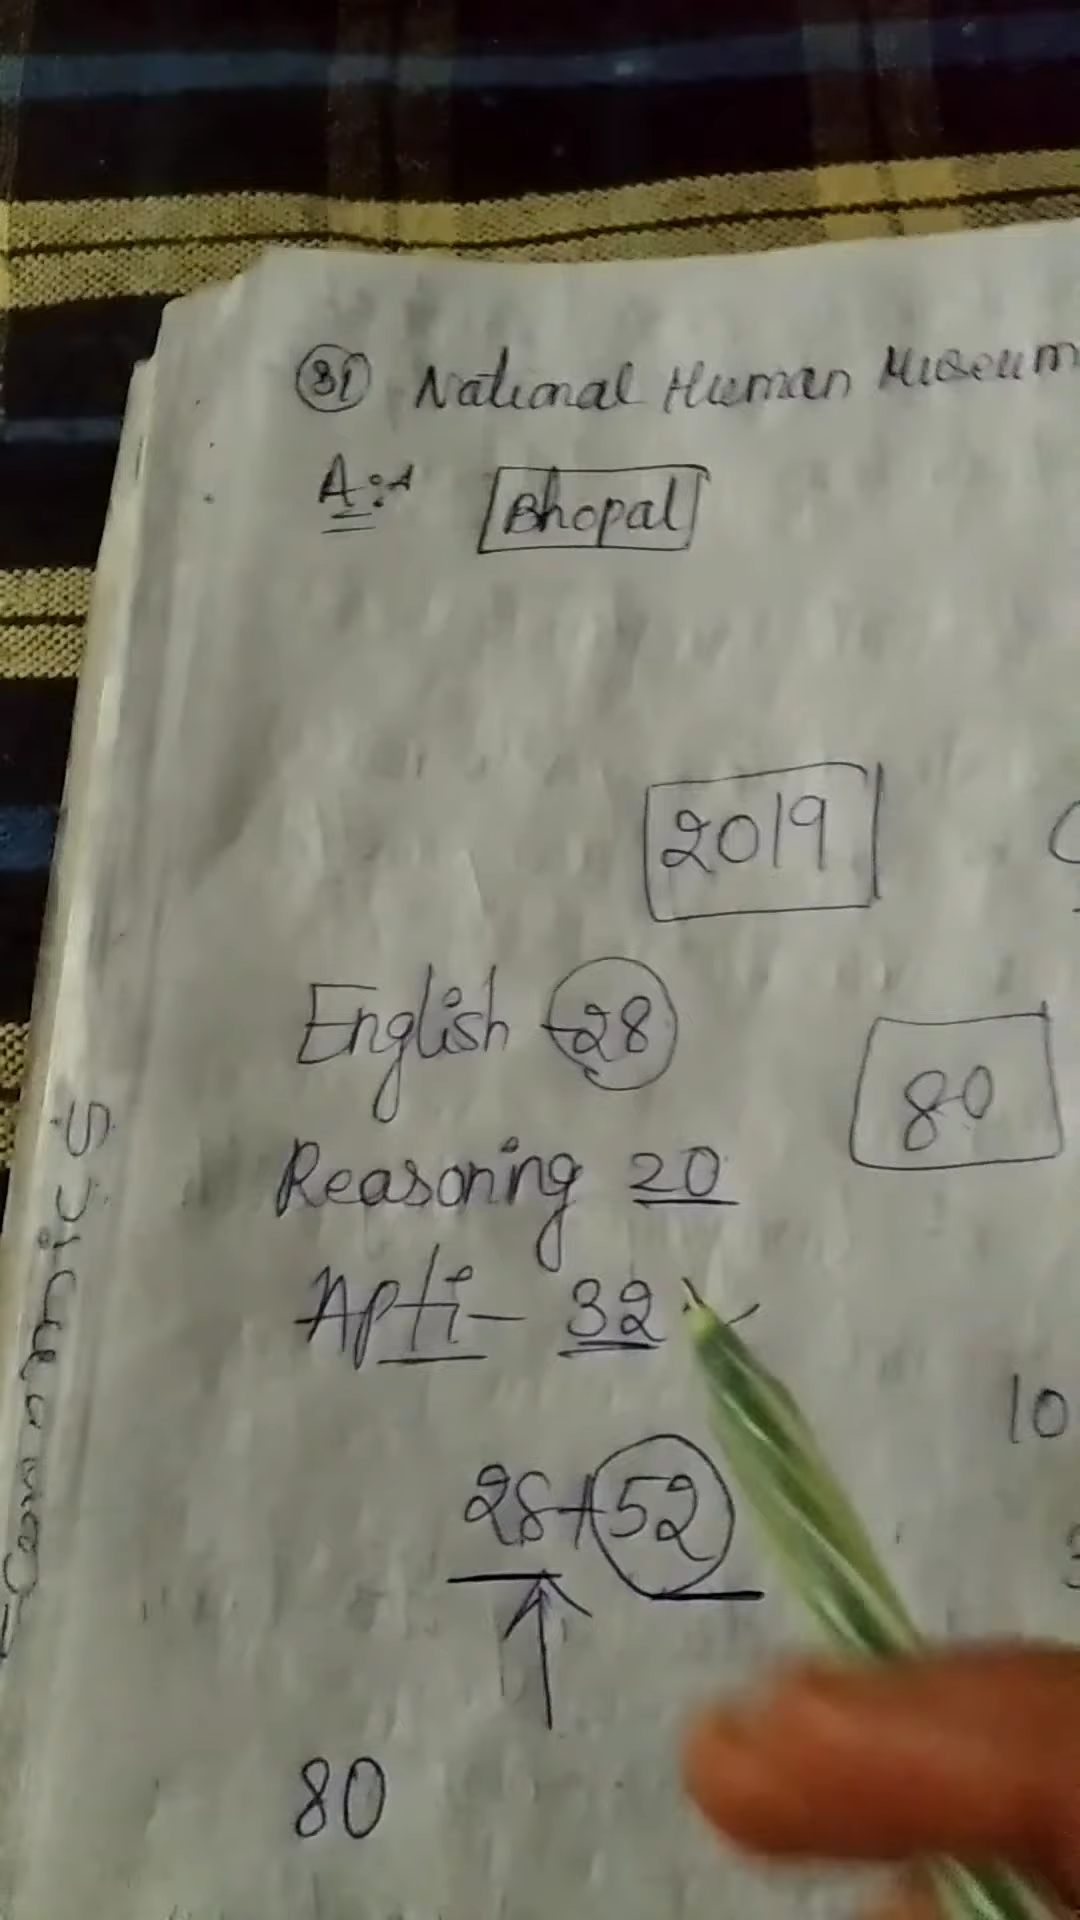 31 National Human Museum
A:-
Bhopal
2019
English - 28
80
Reasoning 20
Apti - 32
10
28+52
80